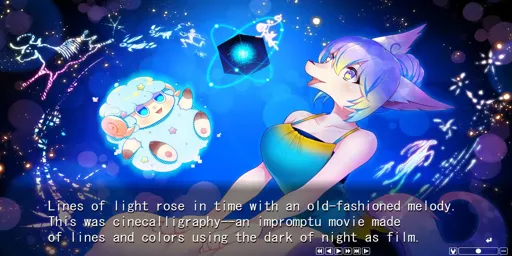 Lines of light rose in time with an old-fashioned melody.
This was cinecalligraphy—an impromptu movie made
of lines and colors using the dark of night as film.